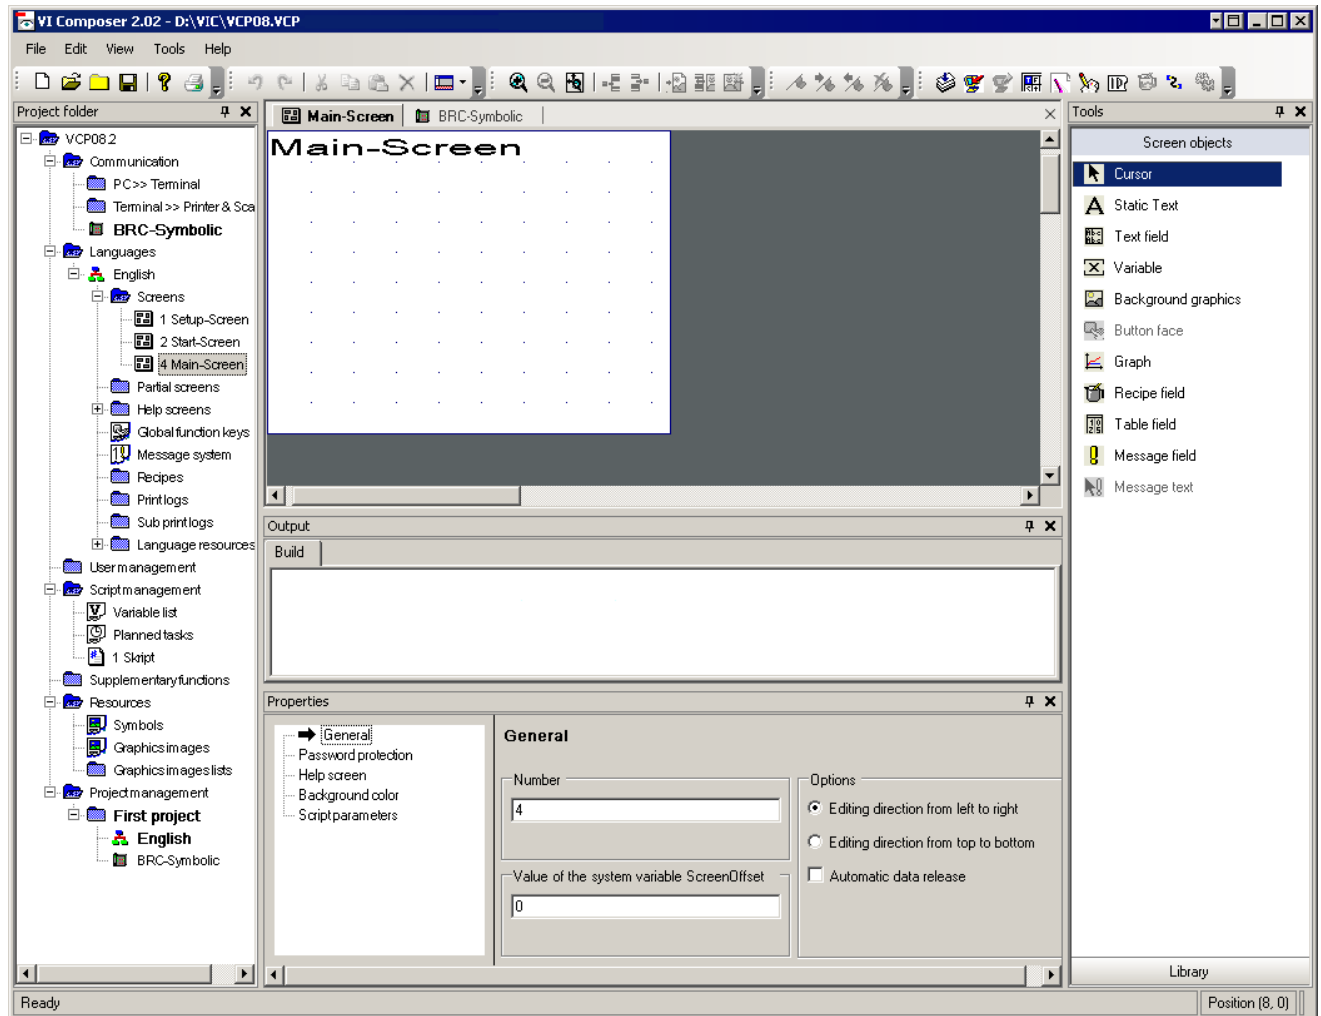 VI Composer 2.02 - D:\VIC\VCP08.VCP
File Edit View Tools Help
Project folder
VCP08.2
Communication
PC>> Terminal
Terminal >> Printer & Sca
BRC-Symbolic
Languages
English
Screens
1 Setup-Screen
2 Start-Screen
4 Main-Screen
Partial screens
Help screens
Global function keys
Message system
Recipes
Print logs
Sub print logs
Language resources
User management
Script management
Variable list
Planned tasks
1 Skript
Supplementary functions
Resources
Symbols
Graphics images
Graphics images lists
Project management
First project
English
BRC-Symbolic
Main-Screen BRC-Symbolic
Main-Screen
Output
Build
Properties
General
Password protection
Help screen
Background color
Script parameters
General
Number
4
Value of the system variable ScreenOffset
0
Options
Editing direction from left to right
Editing direction from top to bottom
Automatic data release
Tools
Screen objects
Cursor
Static Text
Text field
Variable
Background graphics
Button face
Graph
Recipe field
Table field
Message field
Message text
Library
Ready
Position (8, 0)